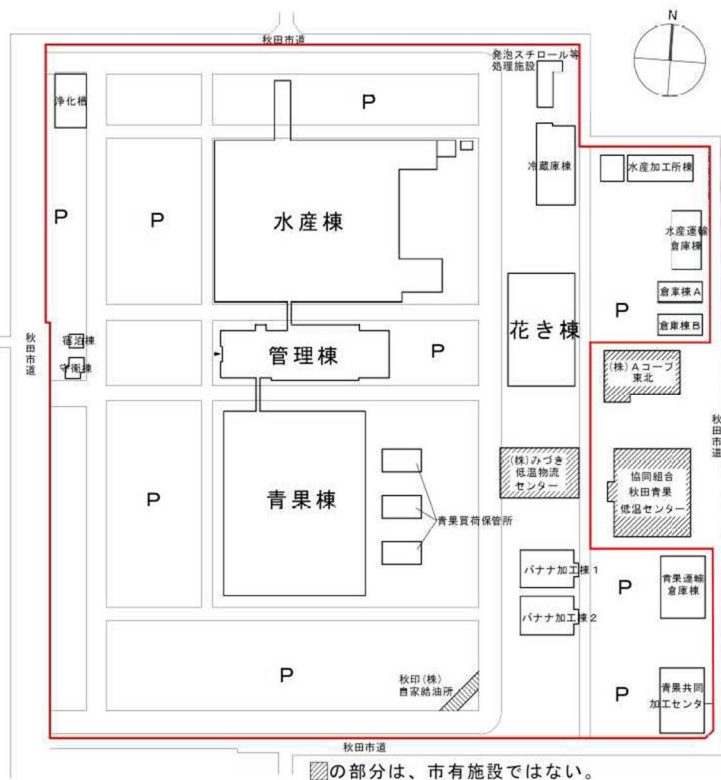 秋田市道
N
発泡スチロール等
処理施設
浄化槽
P
冷蔵庫棟
水産加工所棟
P
P
水産棟
水産運輸
倉庫棟
倉庫棟A
P
倉庫棟B
花き棟
秋田市道
宿泊棟
守衛棟
管理棟
P
(株)Aコープ
東北
秋田市道
(株)みづき
低温物流
センター
協同組合
秋田青果
低温センター
P
青果棟
青果買荷保管所
バナナ加工棟1
バナナ加工棟2
P
青果運輸
倉庫棟
P
秋印(株)
自家給油所
P
青果共同
加工センター
秋田市道
の部分は、市有施設ではない。